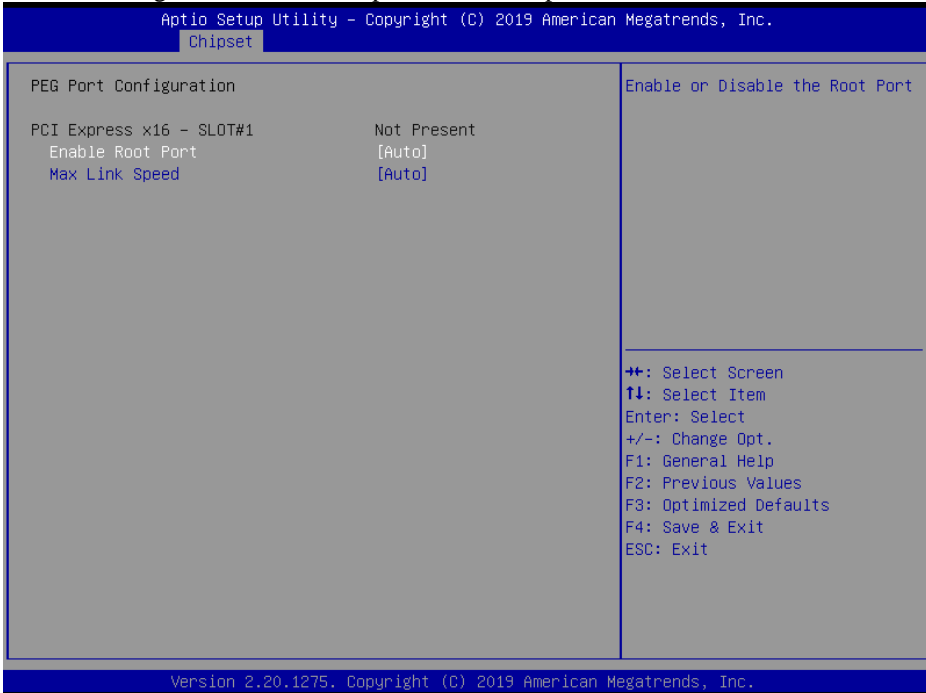 Aptio Setup Utility – Copyright (C) 2019 American Megatrends, Inc.
Chipset
PEG Port Configuration
PCI Express x16 – SLOT#1 Not Present
Enable Root Port [Auto]
Max Link Speed [Auto]
Enable or Disable the Root Port
→←: Select Screen
↑↓: Select Item
Enter: Select
+/-: Change Opt.
F1: General Help
F2: Previous Values
F3: Optimized Defaults
F4: Save & Exit
ESC: Exit
Version 2.20.1275. Copyright (C) 2019 American Megatrends, Inc.